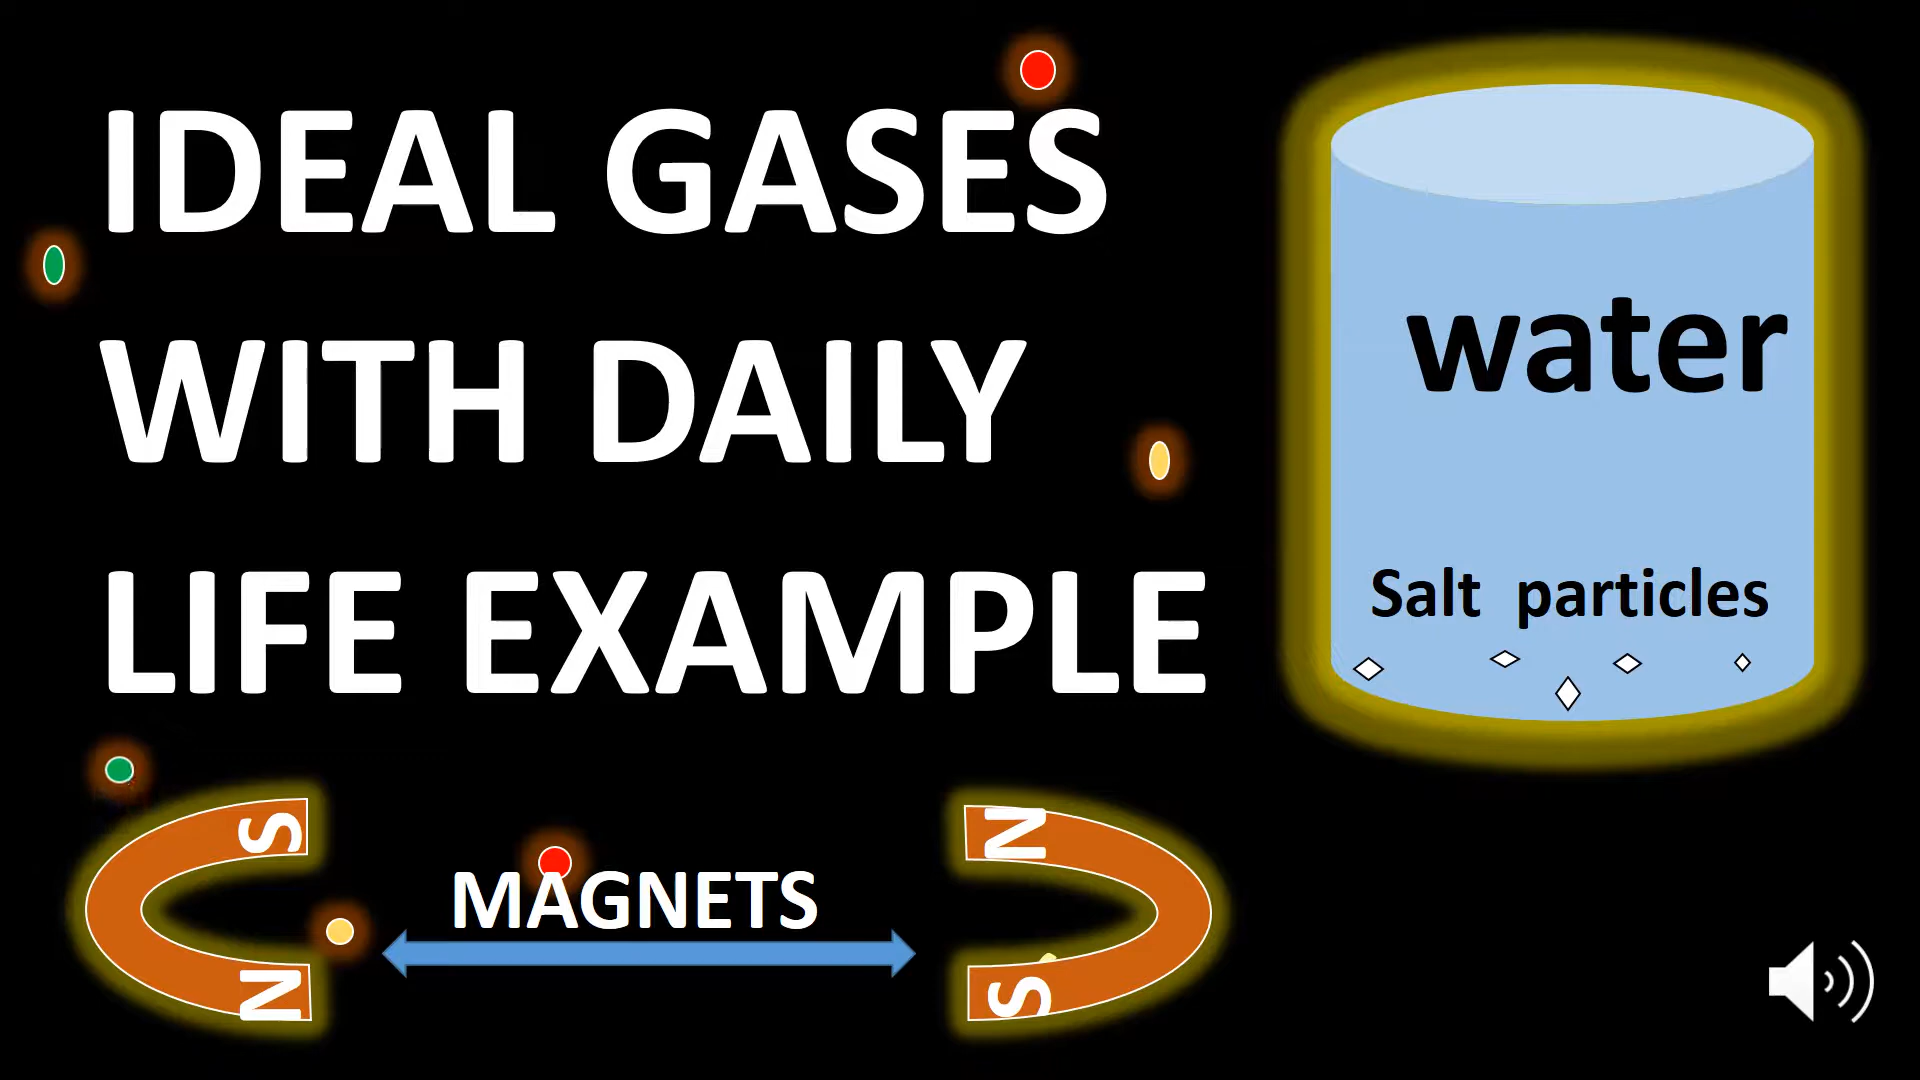 IDEAL GASES
WITH DAILY
LIFE EXAMPLE
water
Salt particles
S
N
MAGNETS
N
S